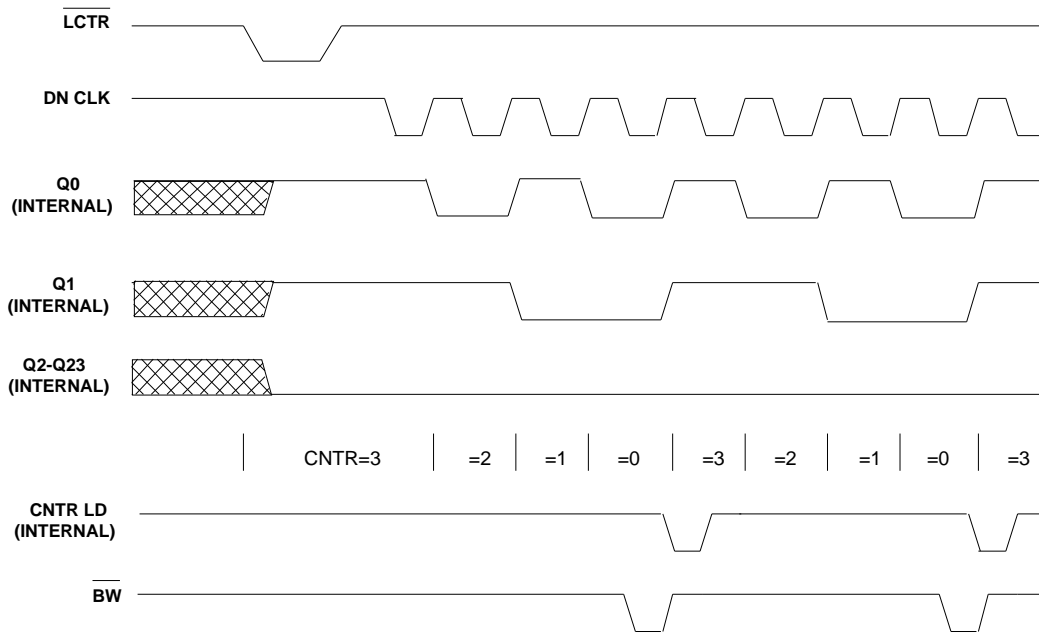 LCTR
DN CLK
Q0
(INTERNAL)
Q1
(INTERNAL)
Q2-Q23
(INTERNAL)
CNTR=3 =2 =1 =0 =3 =2 =1 =0 =3
CNTR LD
(INTERNAL)
BW